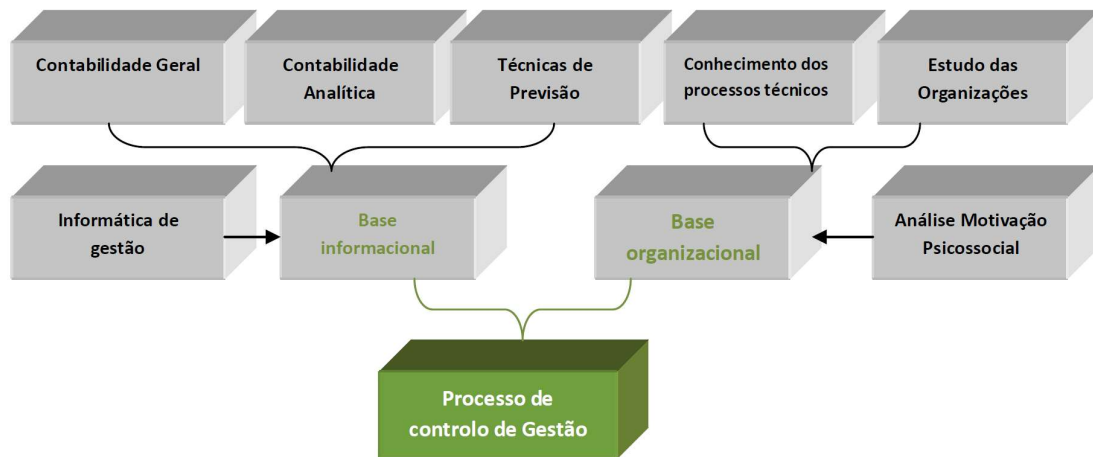 Contabilidade Geral
Contabilidade
Analítica
Técnicas de
Previsão
Conhecimento dos
processos técnicos
Estudo das
Organizações
Informática de
gestão
Base
informacional
Base
organizacional
Análise Motivação
Psicossocial
Processo de
controlo de Gestão